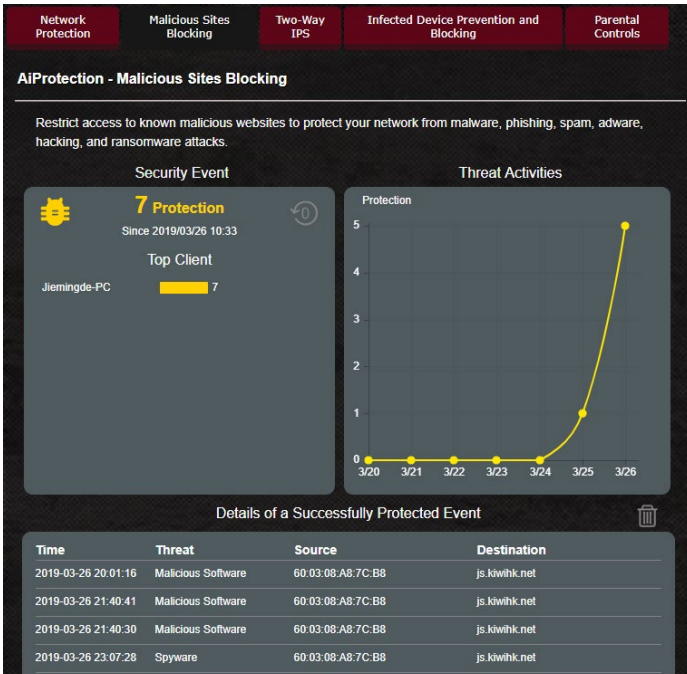 Network
Protection
Malicious Sites
Blocking
Two-Way
IPS
Infected Device Prevention and
Blocking
Parental
Controls
AiProtection - Malicious Sites Blocking
Restrict access to known malicious websites to protect your network from malware, phishing, spam, adware,
hacking, and ransomware attacks.
Security Event
7 Protection
0
Since 2019/03/26 10:33
Top Client
Jiemingde-PC 7
Threat Activities
Protection
5
4
3
2
1
0
3/20 3/21 3/22 3/23 3/24 3/25 3/26
Details of a Successfully Protected Event
Time Threat Source Destination
2019-03-26 20:01:16 Malicious Software 60:03:08:A8:7C:B8 js.kiwihk.net
2019-03-26 21:40:41 Malicious Software 60:03:08:A8:7C:B8 js.kiwihk.net
2019-03-26 21:40:30 Malicious Software 60:03:08:A8:7C:B8 js.kiwihk.net
2019-03-26 23:07:28 Spyware 60:03:08:A8:7C:B8 js.kiwihk.net